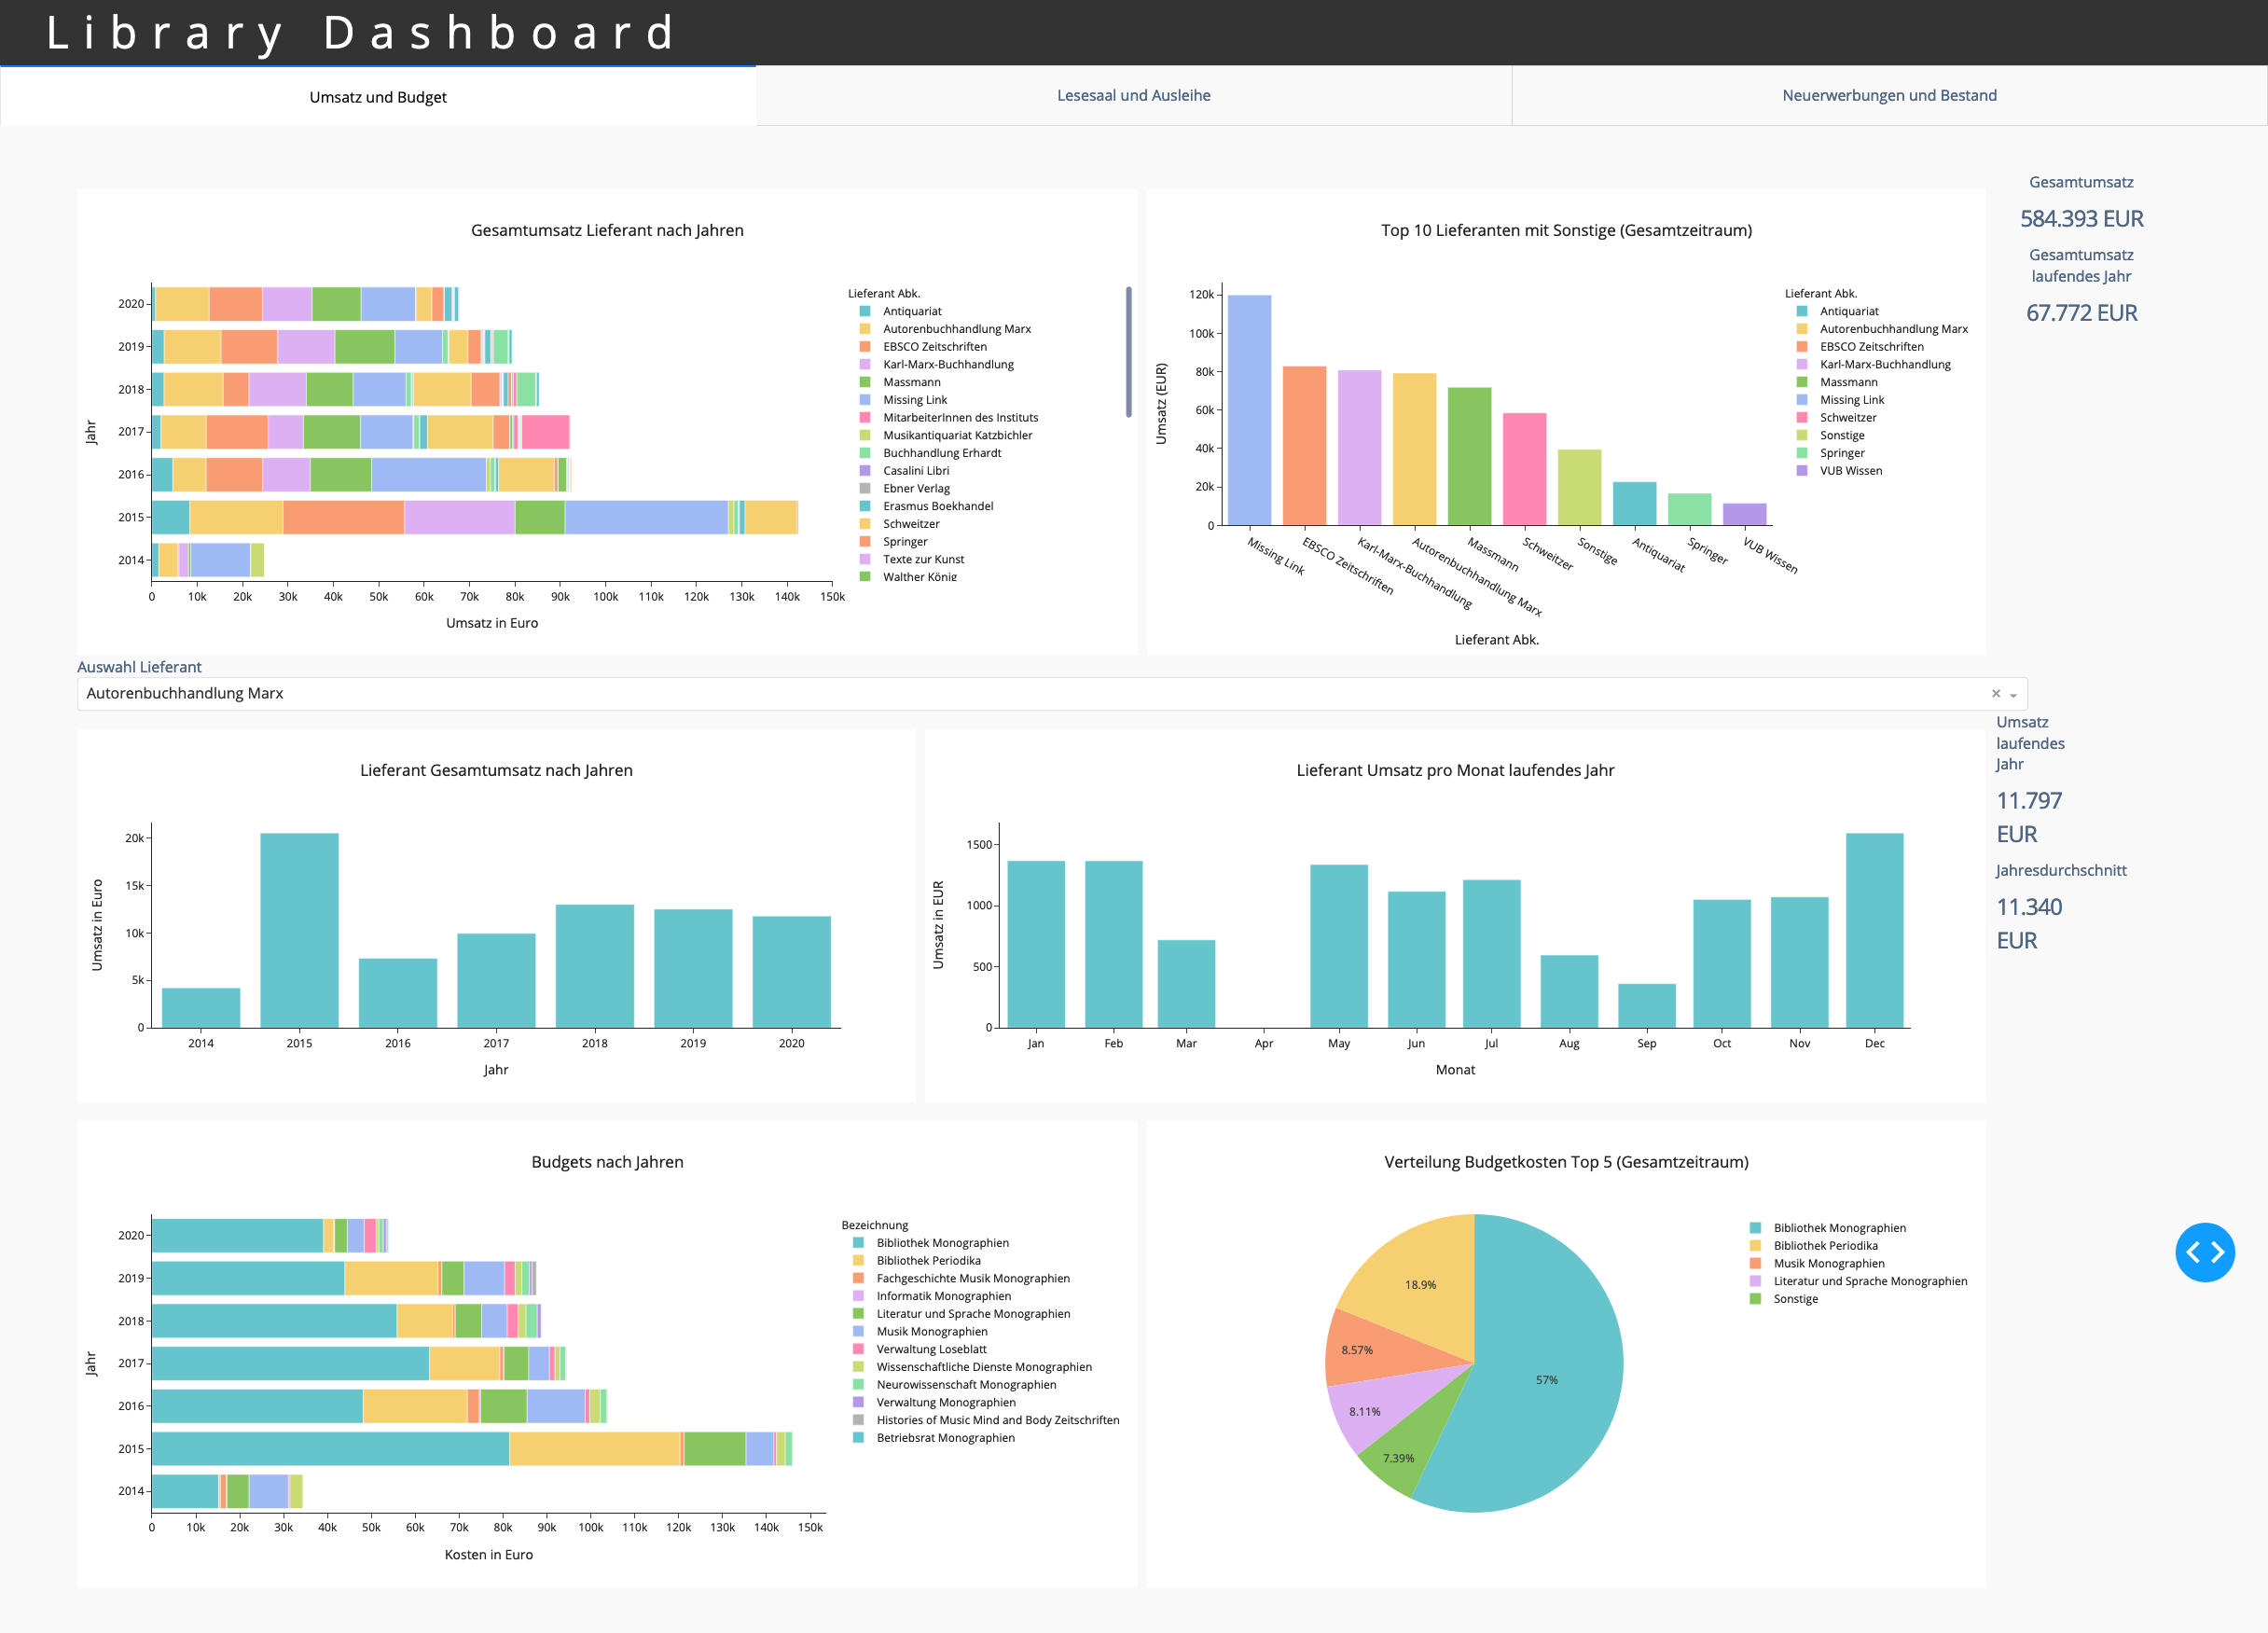 Library Dashboard
Umsatz und Budget
Lesesaal und Ausleihe
Neuerwerbungen und Bestand
Gesamtumsatz Lieferant nach Jahren
Jahr
2020
2019
2018
2017
2016
2015
2014
0 10k 20k 30k 40k 50k 60k 70k 80k 90k 100k 110k 120k 130k 140k 150k
Umsatz in Euro
Lieferant Abk.
Antiquariat
Autorenbuchhandlung Marx
EBSCO Zeitschriften
Karl-Marx-Buchhandlung
Massmann
Missing Link
MitarbeiterInnen des Instituts
Musikantiquariat Katzbichler
Buchhandlung Erhardt
Casalini Libri
Ebner Verlag
Erasmus Boekhandel
Schweitzer
Springer
Texte zur Kunst
Walther König
Top 10 Lieferanten mit Sonstige (Gesamtzeitraum)
Umsatz (EUR)
120k
100k
80k
60k
40k
20k
0
Missing Link
EBSCO Zeitschriften
Karl-Marx-Buchhandlung
Autorenbuchhandlung Marx
Massmann
Schweitzer
Sonstige
Antiquariat
Springer
VUB Wissen
Lieferant Abk.
Lieferant Abk.
Antiquariat
Autorenbuchhandlung Marx
EBSCO Zeitschriften
Karl-Marx-Buchhandlung
Massmann
Missing Link
Schweitzer
Sonstige
Springer
VUB Wissen
Gesamtumsatz
584.393 EUR
Gesamtumsatz
laufendes Jahr
67.772 EUR
Auswahl Lieferant
Autorenbuchhandlung Marx
×
Lieferant Gesamtumsatz nach Jahren
Umsatz in Euro
20k
15k
10k
5k
0
2014 2015 2016 2017 2018 2019 2020
Jahr
Lieferant Umsatz pro Monat laufendes Jahr
Umsatz in EUR
1500
1000
500
0
Jan Feb Mar Apr May Jun Jul Aug Sep Oct Nov Dec
Monat
Umsatz
laufendes
Jahr
11.797
EUR
Jahresdurchschnitt
11.340
EUR
Budgets nach Jahren
Jahr
2020
2019
2018
2017
2016
2015
2014
0 10k 20k 30k 40k 50k 60k 70k 80k 90k 100k 110k 120k 130k 140k 150k
Kosten in Euro
Bezeichnung
Bibliothek Monographien
Bibliothek Periodika
Fachgeschichte Musik Monographien
Informatik Monographien
Literatur und Sprache Monographien
Musik Monographien
Verwaltung Loseblatt
Wissenschaftliche Dienste Monographien
Neurowissenschaft Monographien
Verwaltung Monographien
Histories of Music Mind and Body Zeitschriften
Betriebsrat Monographien
Verteilung Budgetkosten Top 5 (Gesamtzeitraum)
18.9%
8.57%
57%
8.11%
7.39%
Bibliothek Monographien
Bibliothek Periodika
Musik Monographien
Literatur und Sprache Monographien
Sonstige